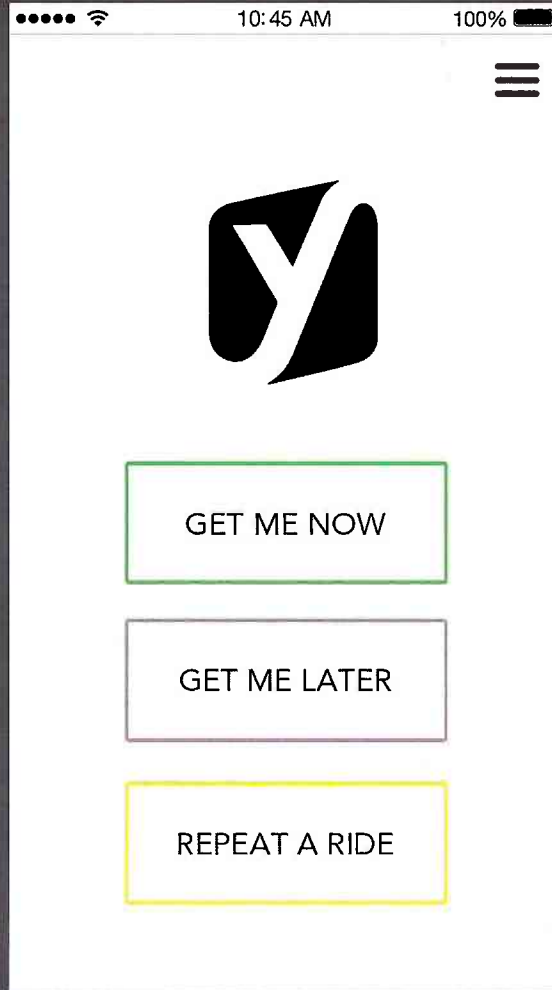 10:45 AM 100%
y
GET ME NOW
GET ME LATER
REPEAT A RIDE